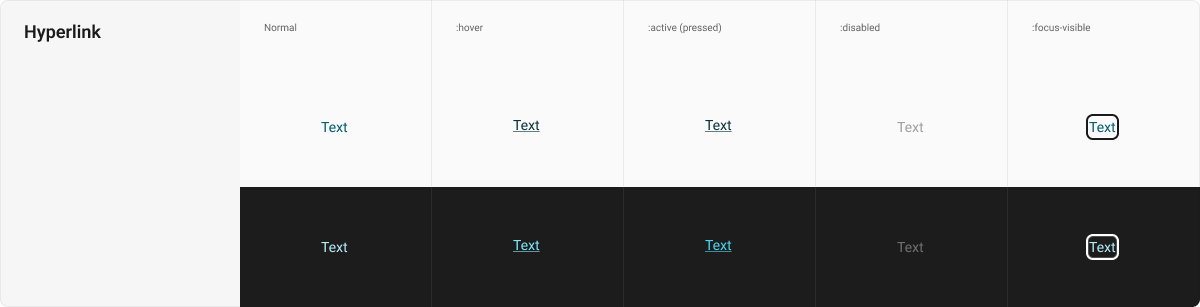 Hyperlink
Normal
:hover
:active (pressed)
:disabled
:focus-visible
Text
Text
Text
Text
Text
Text
Text
Text
Text
Text